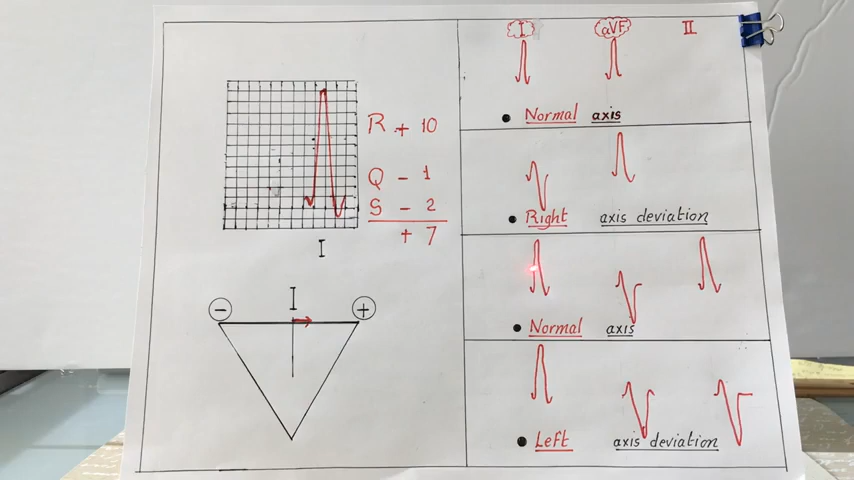 R + 10
Q - 1
S - 2
+ 7
I
I
- +
I aVF II
• Normal axis
• Right axis deviation
• Normal axis
• Left axis deviation